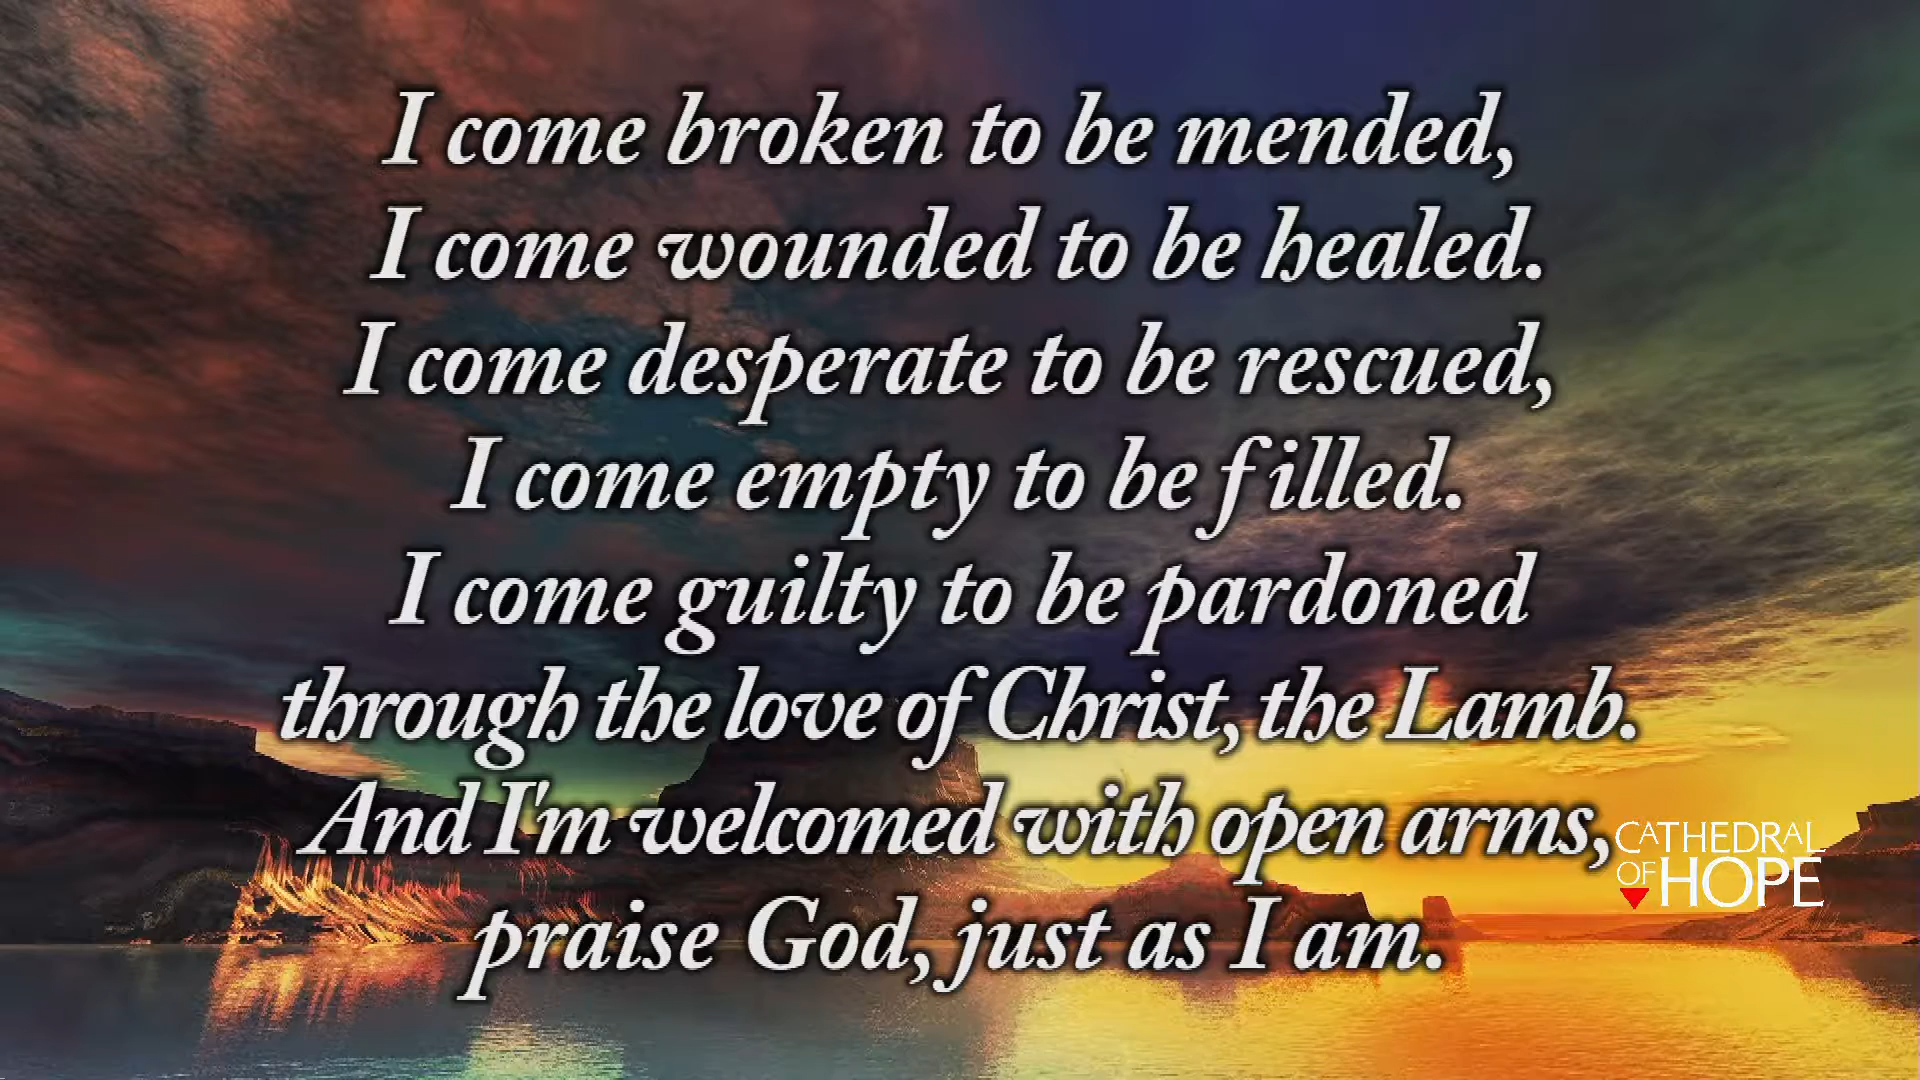 I come broken to be mended,
I come wounded to be healed.
I come desperate to be rescued,
I come empty to be filled.
I come guilty to be pardoned
through the love of Christ, the Lamb.
And I'm welcomed with open arms,
praise God, just as I am.
CATHEDRAL
OF HOPE